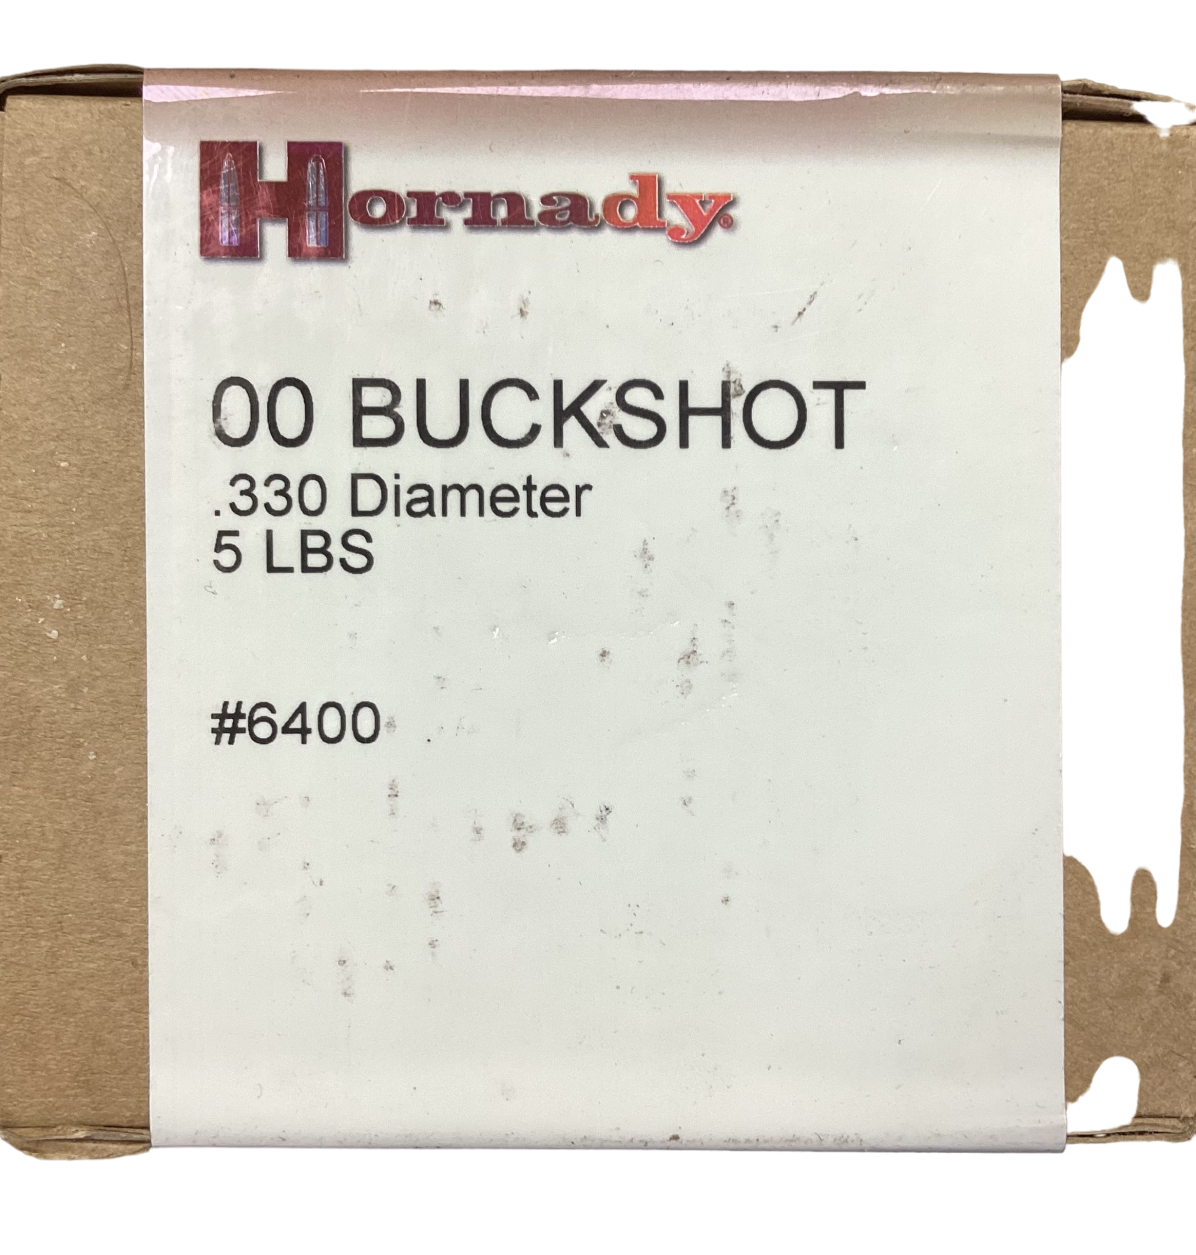 Hornady®
00 BUCKSHOT
.330 Diameter
5 LBS
#6400